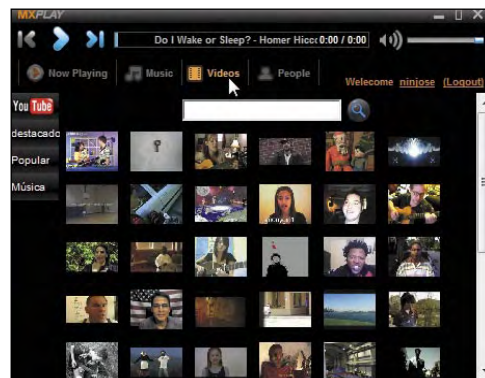 MXPLAY
Do I Wake or Sleep? - Homer Hicco 0:00 / 0:00
Now Playing Music Videos People
Welcome ninjose (Logout)
You Tube
destacado
Popular
Música